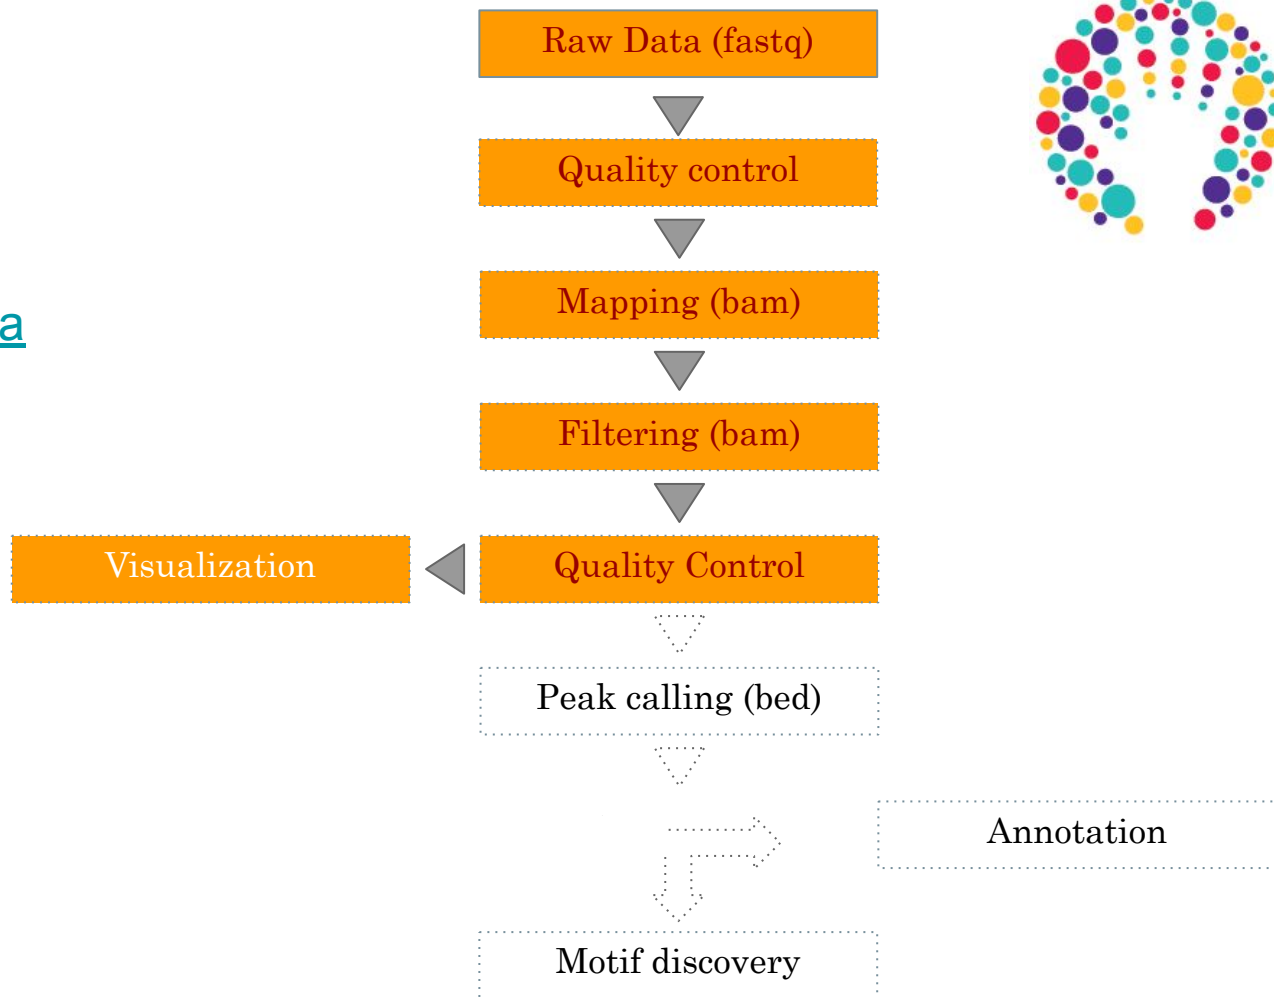 Raw Data (fastq)
Quality control
Mapping (bam)
a
Filtering (bam)
Visualization
Quality Control
Peak calling (bed)
Annotation
Motif discovery